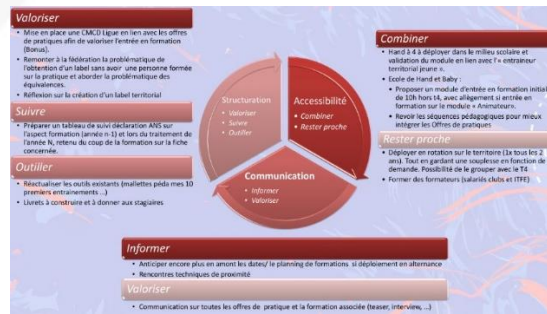 Valoriser
• Mise en place une CMCD Ligue en lien avec les offres
de pratiques afin de valoriser l'entrée en formation
(Bonus).
• Remonter à la fédération la problématique de
l'obtention d'un label sans avoir une personne formée
sur la pratique et aborder la problématique des
équivalences.
• Réflexion sur la création d'un label territorial
Suivre
• Préparer un tableau de suivi déclaration ANS sur
l'aspect formation (année n-1) et lors du traitement de
l'année N, retenu du coup de la formation sur la fiche
concernée.
Outiller
• Réactualiser les outils existants (mallettes péda mes 10
premiers entrainements ...)
• Livrets à construire et à donner aux stagiaires
Structuration
• Valoriser
• Suivre
• Outiller
Accessibilité
• Combiner
• Rester proche
Communication
• Informer
• Valoriser
Combiner
• Hand à 4 à déployer dans le milieu scolaire et
validation du module en lien avec l'« entraineur
territorial jeune ».
• Ecole de Hand et Baby :
• Proposer un module d'entrée en formation initial
de 10h hors t4, avec allègement si entrée en
formation sur le module « Animateur».
• Revoir les séquences pédagogiques pour mieux
intégrer les Offres de pratiques
Rester proche
• Déployer en rotation sur le territoire (1x tous les 2
ans). Tout en gardant une souplesse en fonction de
demande. Possibilité de le grouper avec le T4
• Former des formateurs (salariés clubs et ITFE)
Informer
• Anticiper encore plus en amont les dates/ le planning de formations si déploiement en alternance
• Rencontres techniques de proximité
Valoriser
• Communication sur toutes les offres de pratique et la formation associée (teaser, interview, ...)